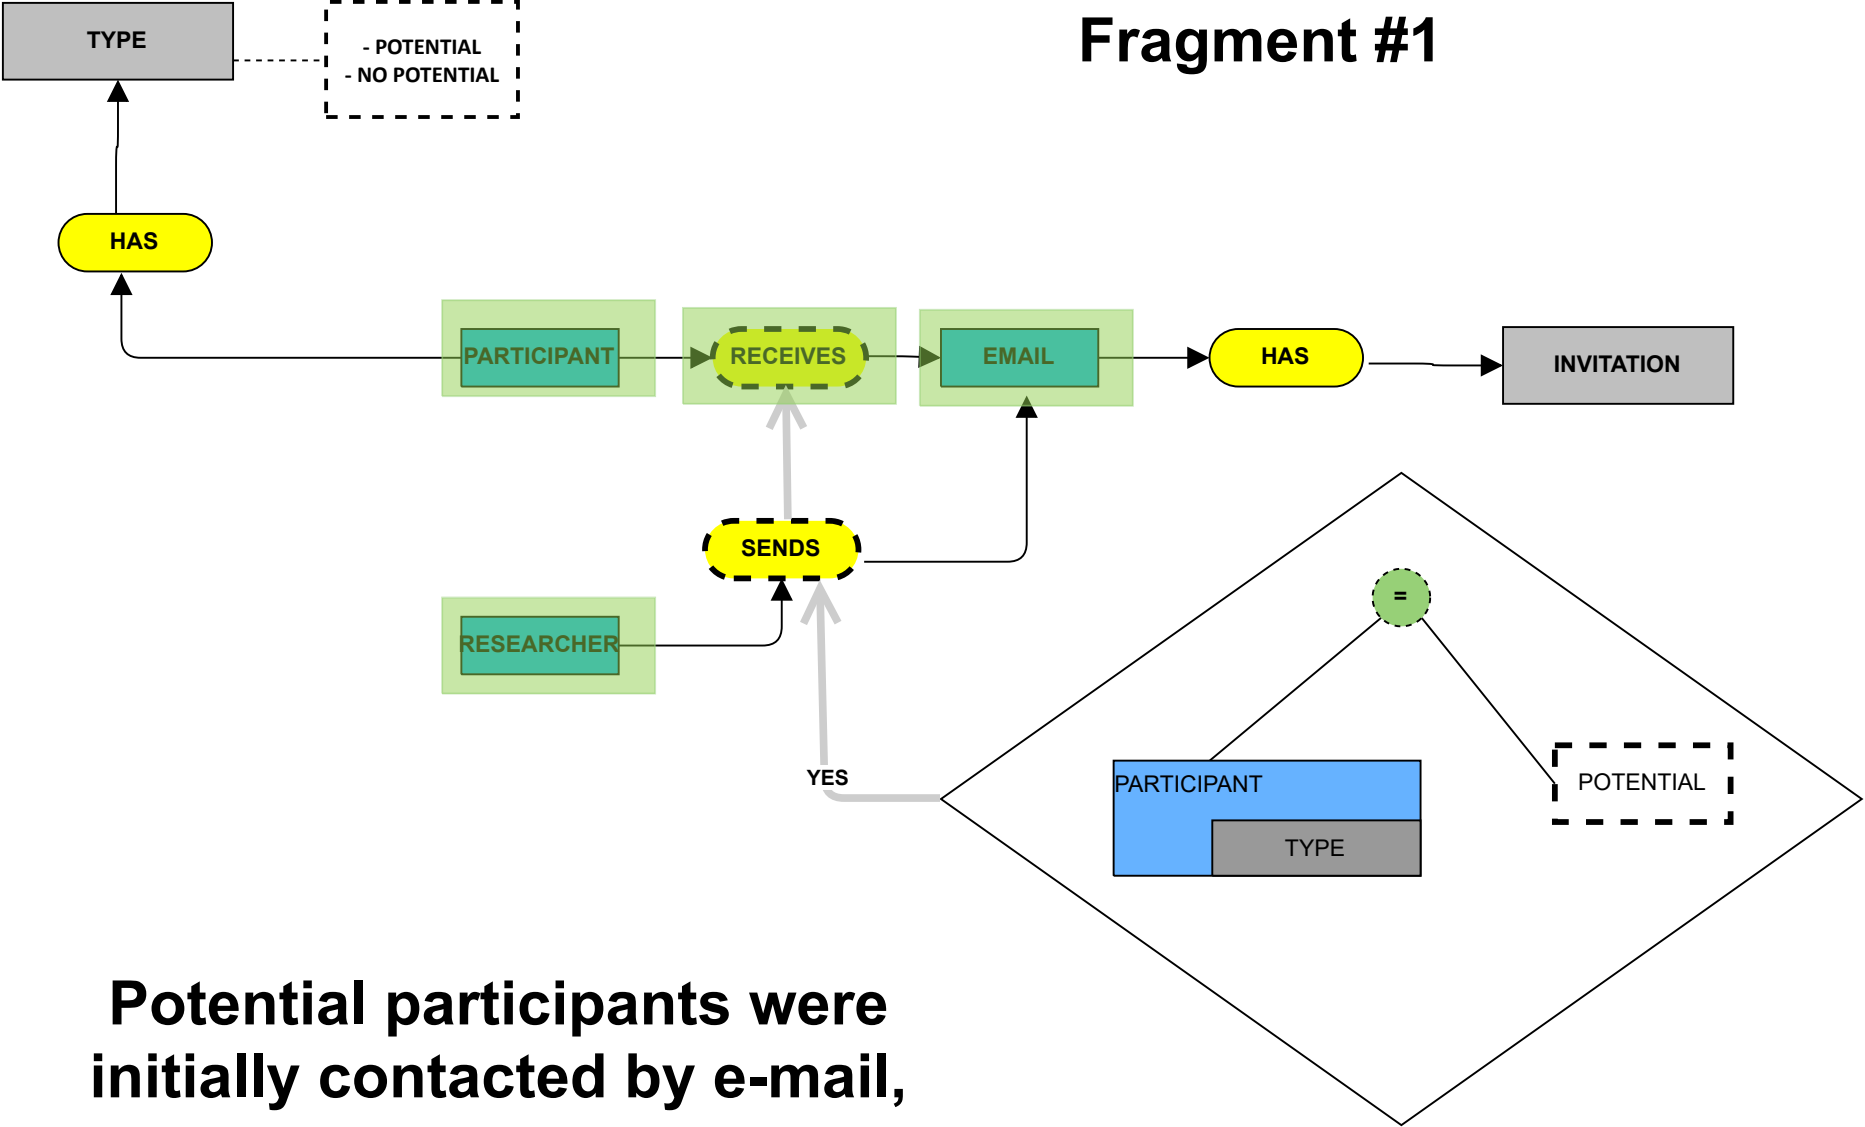 Fragment #1
TYPE
- POTENTIAL
- NO POTENTIAL
HAS
PARTICIPANT
RECEIVES
EMAIL
HAS
INVITATION
SENDS
RESEARCHER
=
YES
PARTICIPANT
TYPE
POTENTIAL
Potential participants were
initially contacted by e-mail,